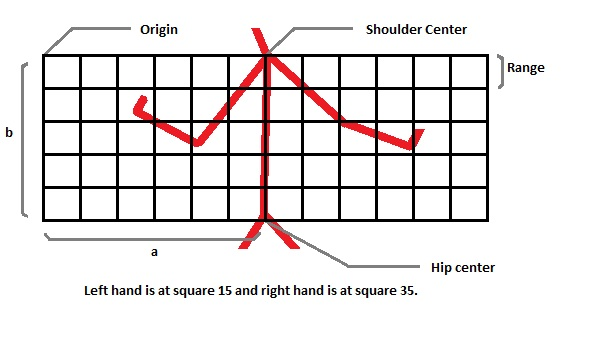 Origin
Shoulder Center
Range
b
a
Hip center
Left hand is at square 15 and right hand is at square 35.